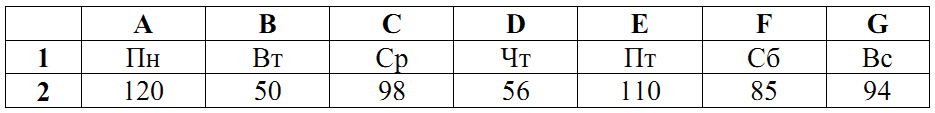 A B C D E F G
1 Пн Вт Ср Чт Пт Сб Вс
2 120 50 98 56 110 85 94